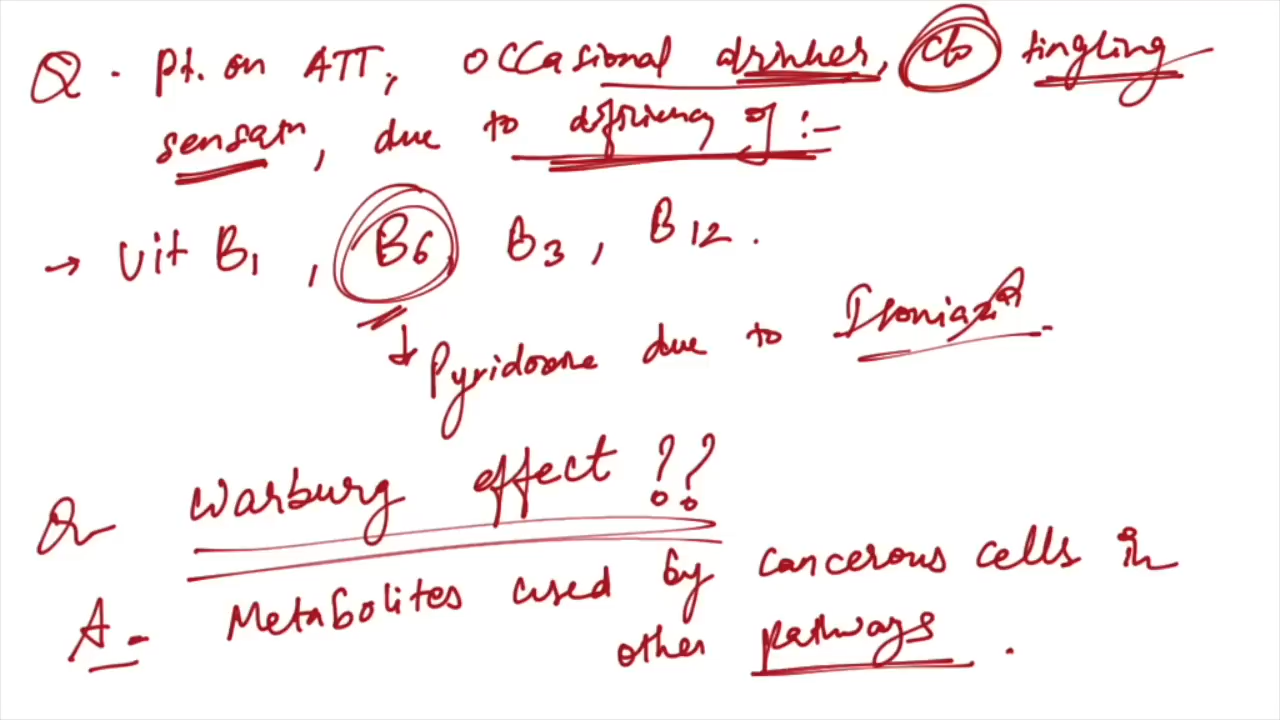 Q. Pt. on ATT, occasional drinker, c/o tingling
sensatn, due to deficiency of :-
→ Vit B1, B6 B3, B12.
↓ Pyridoxine due to Isoniazid.
Q Warburg effect ??
A - Metabolites used by cancerous cells in
other pathways.